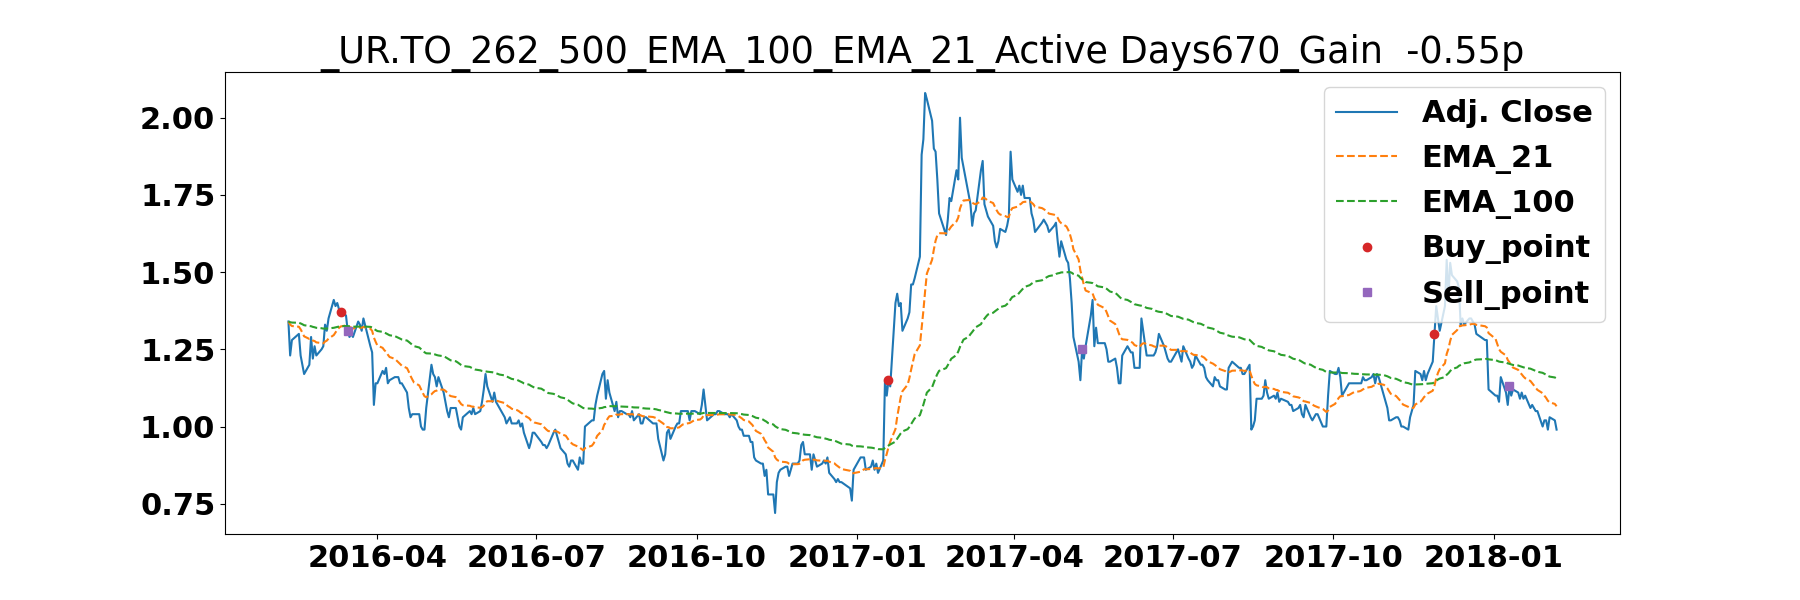 _UR.TO_262_500_EMA_100_EMA_21_Active Days670_Gain  -0.55p
Adj. Close
EMA_21
EMA_100
Buy_point
Sell_point
2.00
1.75
1.50
1.25
1.00
0.75
2016-04 2016-07 2016-10 2017-01 2017-04 2017-07 2017-10 2018-01